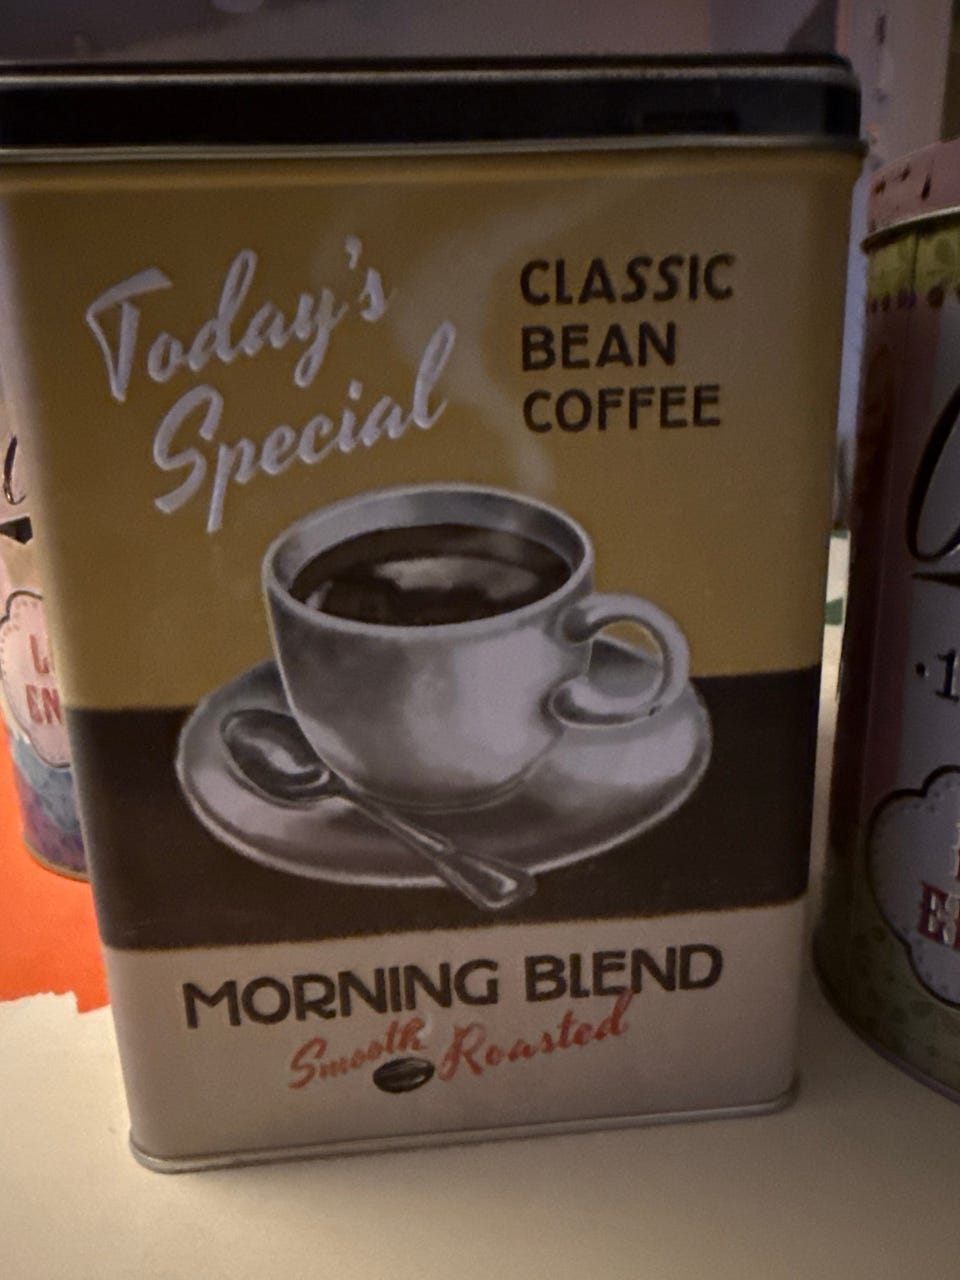 Today's
Special
CLASSIC
BEAN
COFFEE
MORNING BLEND
Smooth Roasted